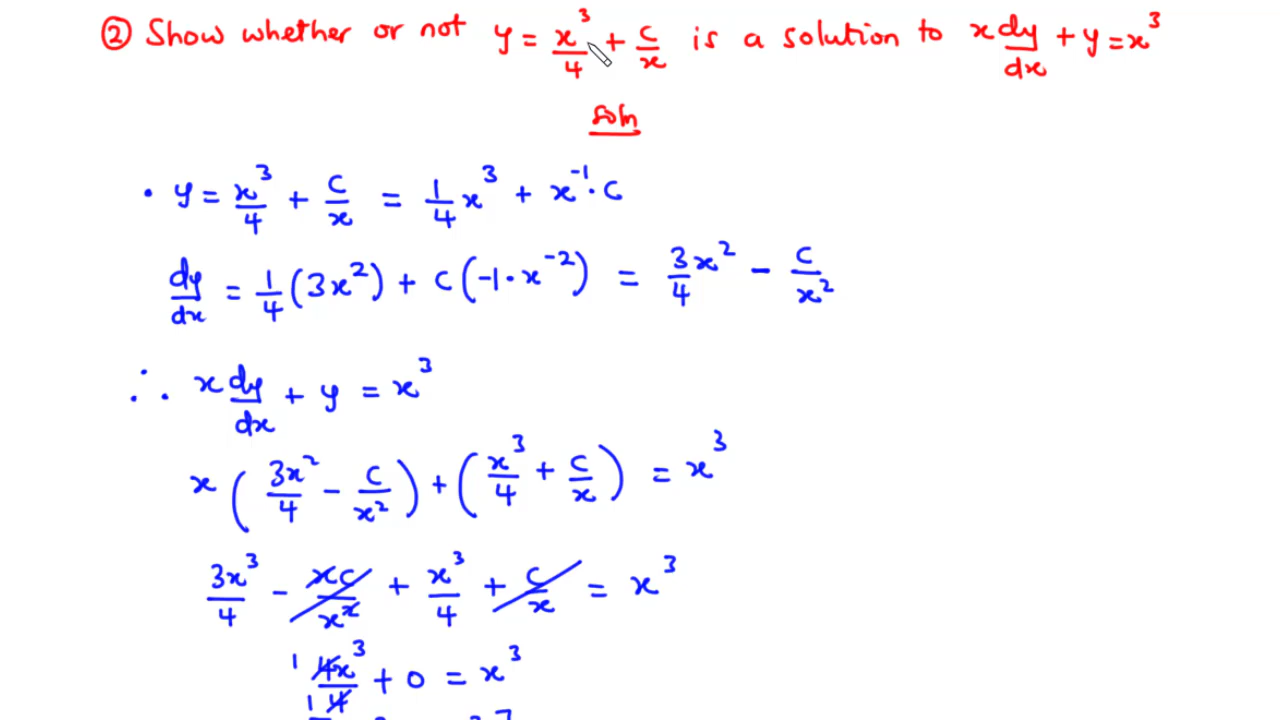 ② Show whether or not y = x³/4 + c/x is a solution to x dy/dx + y = x³
soln
• y = x³/4 + c/x = 1/4 x³ + x⁻¹ · c
dy/dx = 1/4 (3x²) + c(-1 · x⁻²) = 3/4 x² - c/x²
∴ x dy/dx + y = x³
x (3x²/4 - c/x²) + (x³/4 + c/x) = x³
3x³/4 - xc/x² + x³/4 + c/x = x³
1 4x³/1 4 + 0 = x³